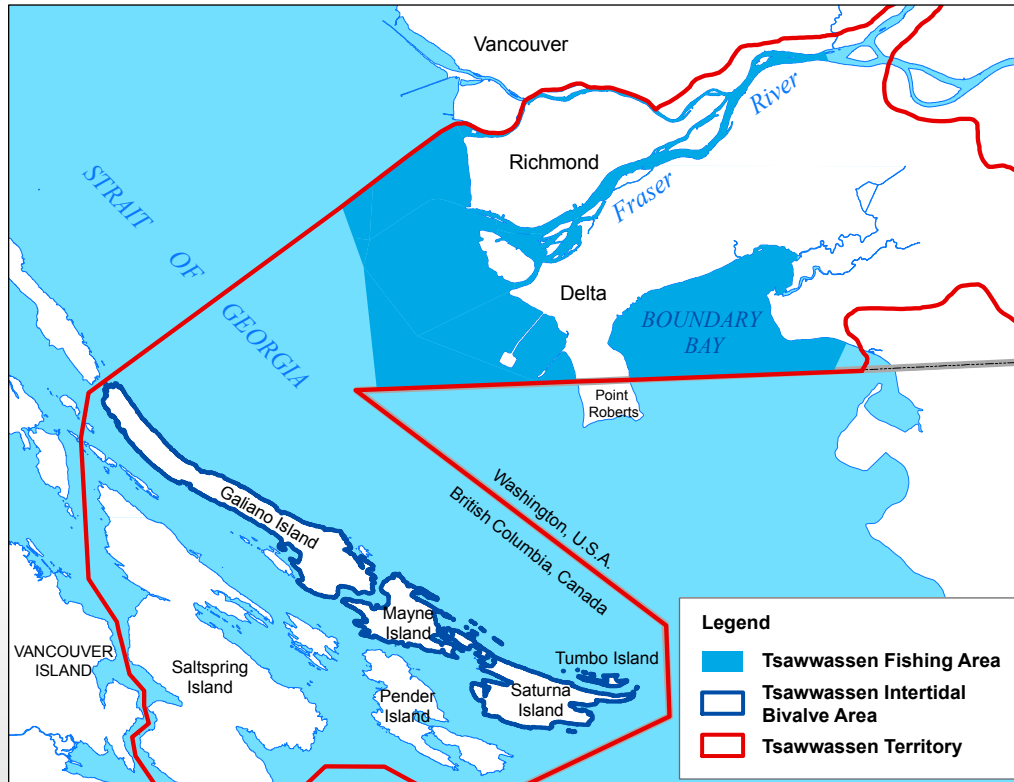 Vancouver
River
Richmond
Fraser
STRAIT
OF
GEORGIA
Delta
BOUNDARY
BAY
Point
Roberts
Washington, U.S.A.
British Columbia, Canada
Galiano Island
Mayne
Island
VANCOUVER
ISLAND
Saltspring
Island
Pender
Island
Tumbo Island
Saturna
Island
Legend
Tsawwassen Fishing Area
Tsawwassen Intertidal
Bivalve Area
Tsawwassen Territory